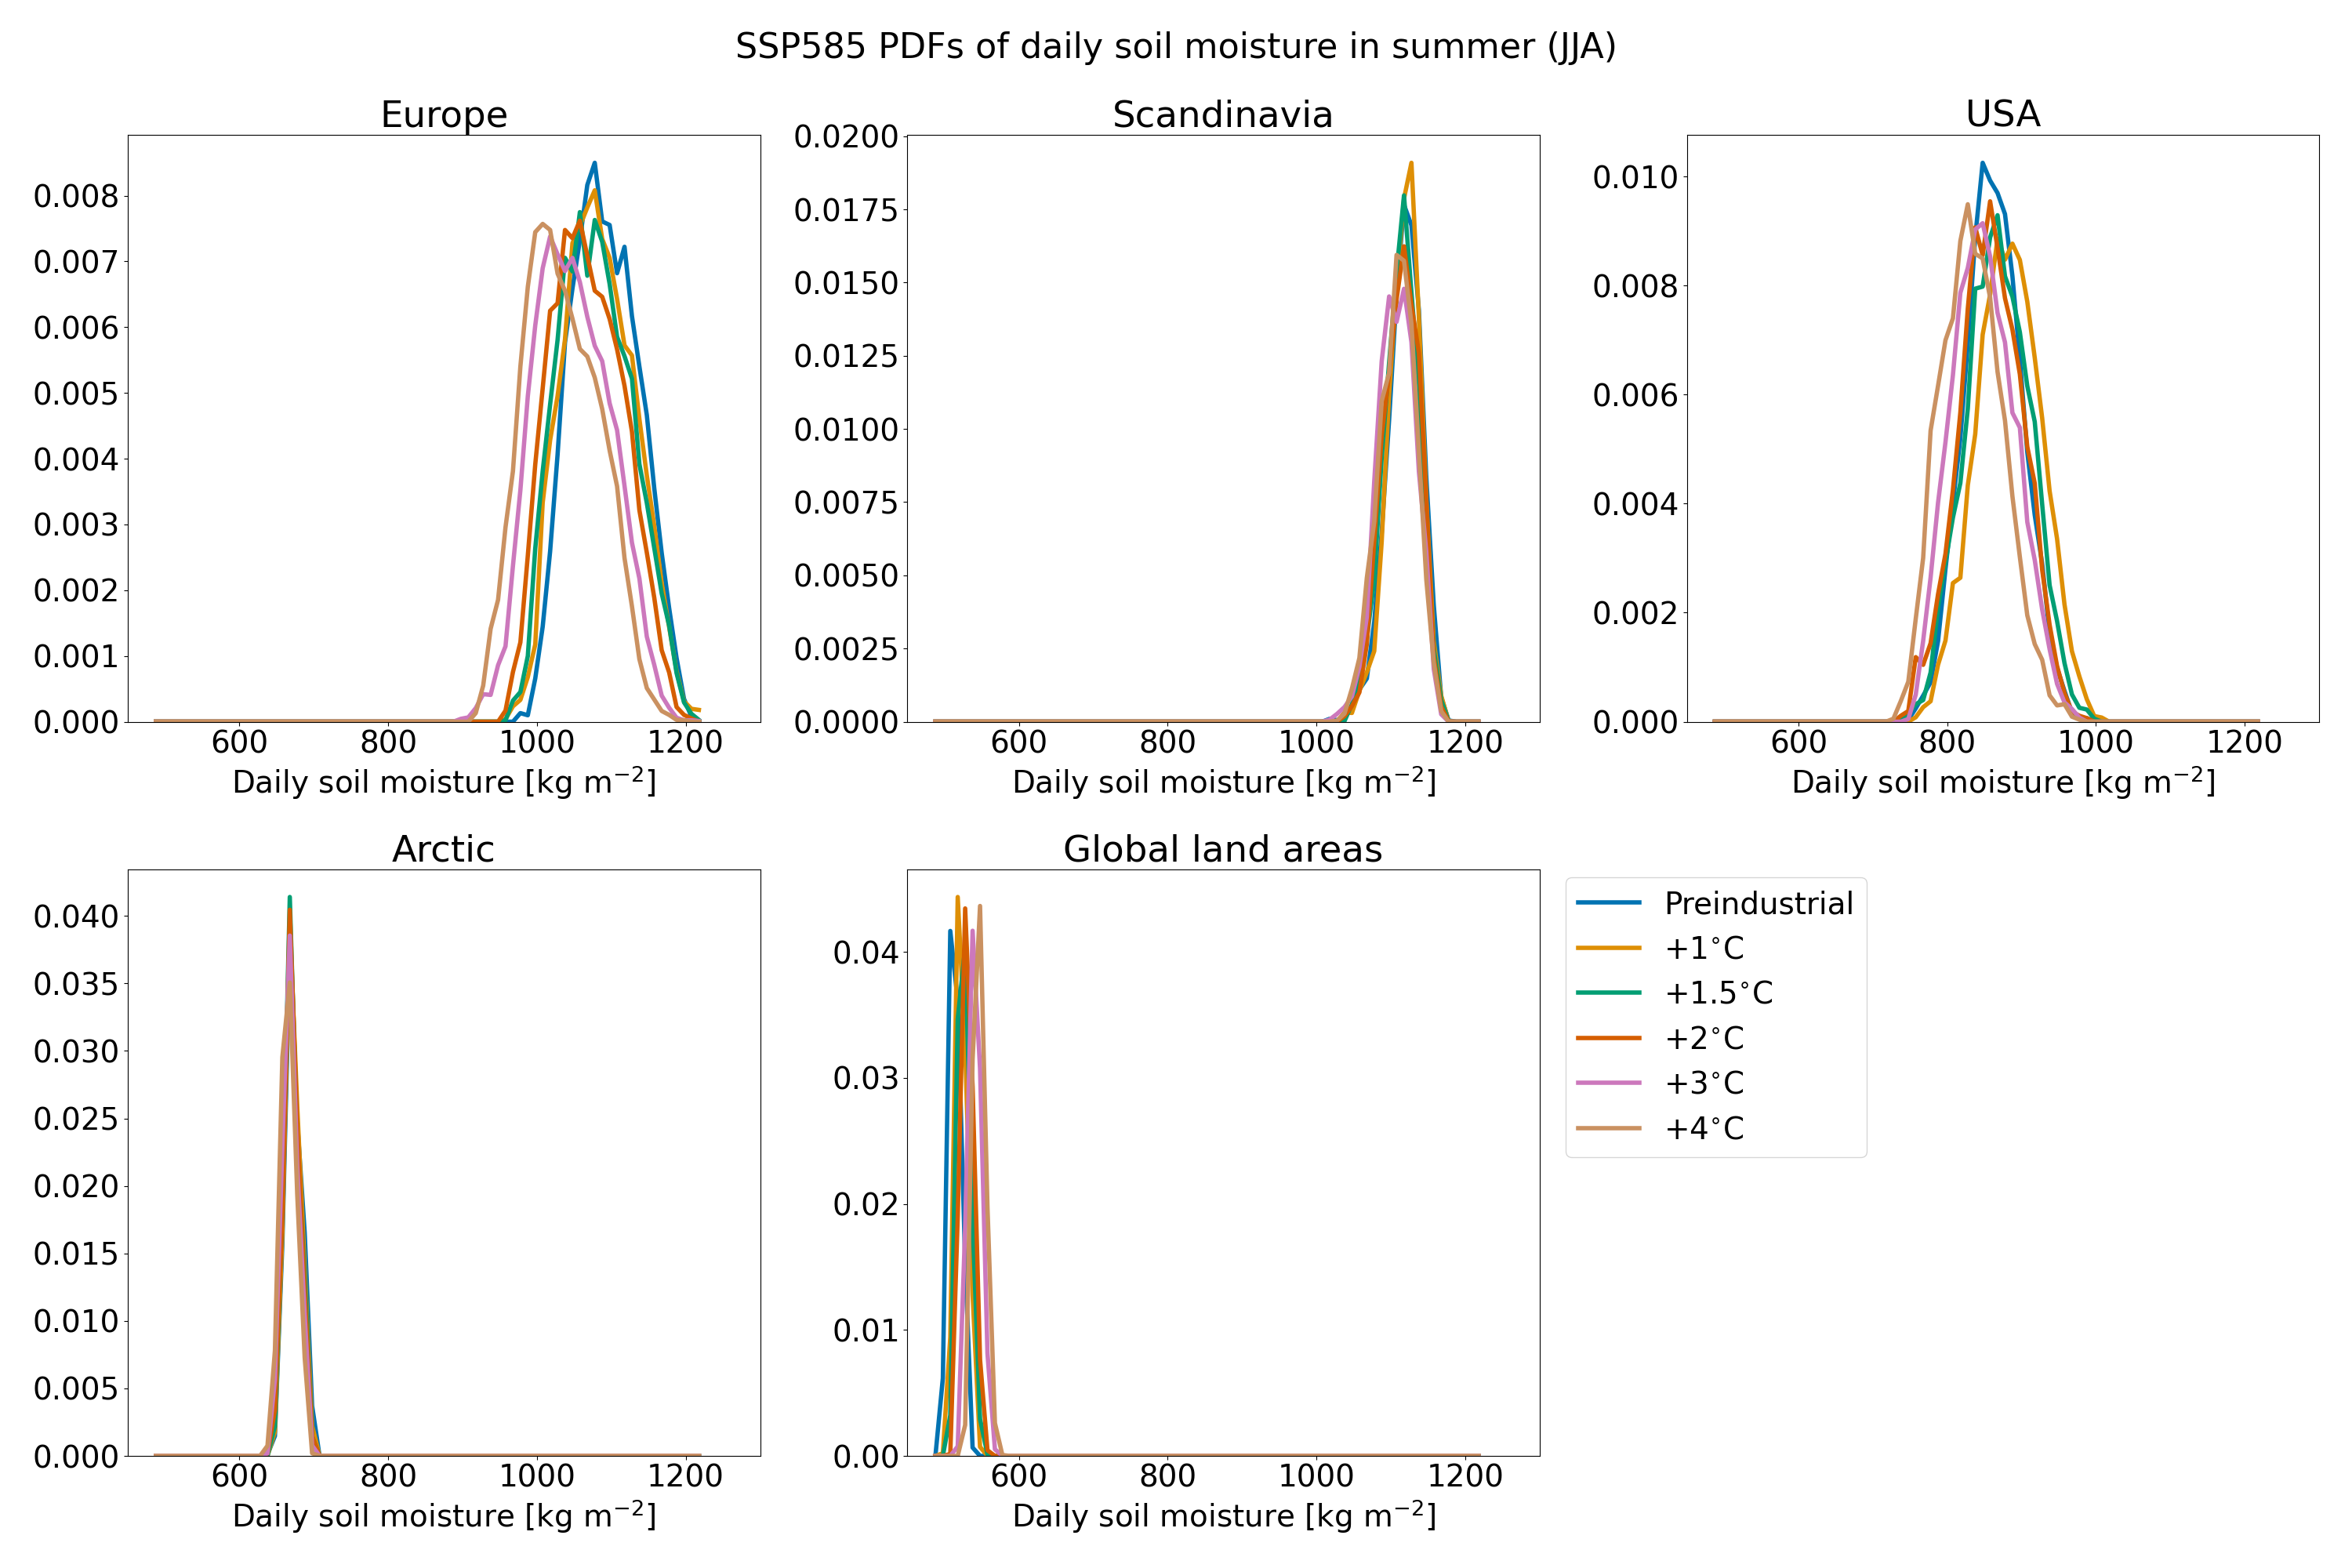 SSP585 PDFs of daily soil moisture in summer (JJA)
Europe
0.008
0.007
0.006
0.005
0.004
0.003
0.002
0.001
0.000
600 800 1000 1200
Daily soil moisture [kg m⁻²]
Scandinavia
0.0200
0.0175
0.0150
0.0125
0.0100
0.0075
0.0050
0.0025
0.0000
600 800 1000 1200
Daily soil moisture [kg m⁻²]
USA
0.010
0.008
0.006
0.004
0.002
0.000
600 800 1000 1200
Daily soil moisture [kg m⁻²]
Arctic
0.040
0.035
0.030
0.025
0.020
0.015
0.010
0.005
0.000
600 800 1000 1200
Daily soil moisture [kg m⁻²]
Global land areas
0.04
0.03
0.02
0.01
0.00
600 800 1000 1200
Daily soil moisture [kg m⁻²]
Preindustrial
+1°C
+1.5°C
+2°C
+3°C
+4°C